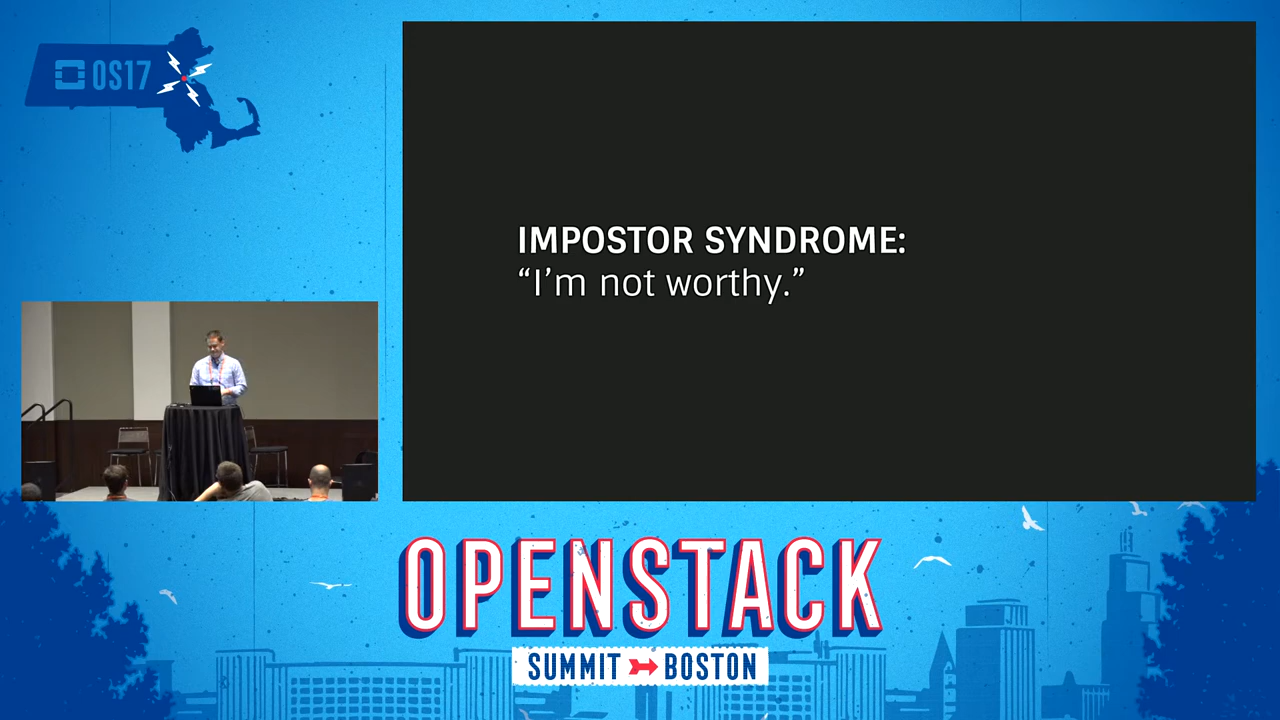 OS17
IMPOSTOR SYNDROME:
“I’m not worthy.”
OPENSTACK
SUMMIT BOSTON